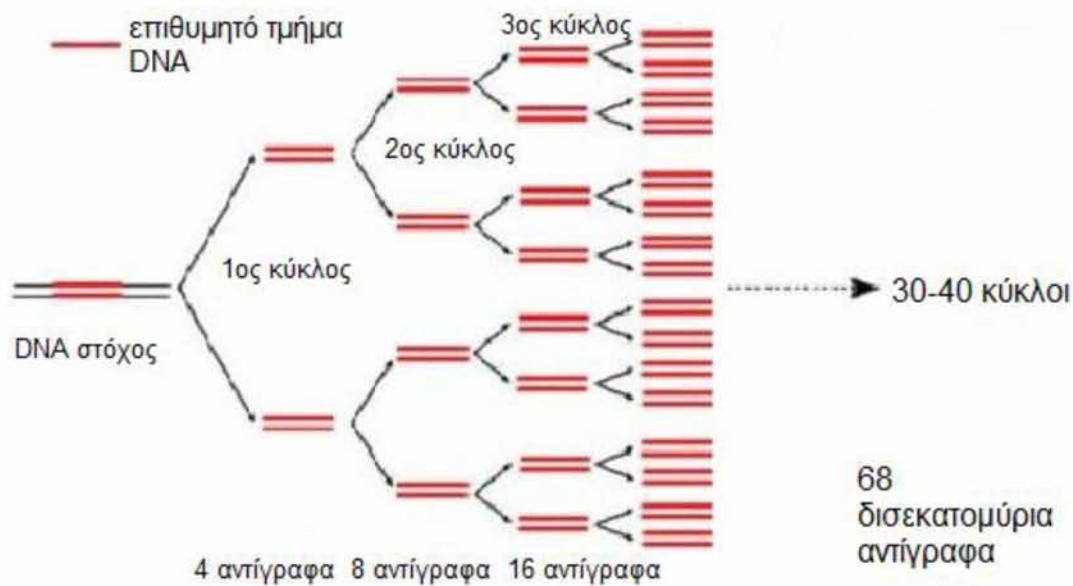 επιθυμητό τμήμα
DNA
3ος κύκλος
2ος κύκλος
1ος κύκλος
DNA στόχος
30-40 κύκλοι
68
δισεκατομύρια
αντίγραφα
4 αντίγραφα 8 αντίγραφα 16 αντίγραφα